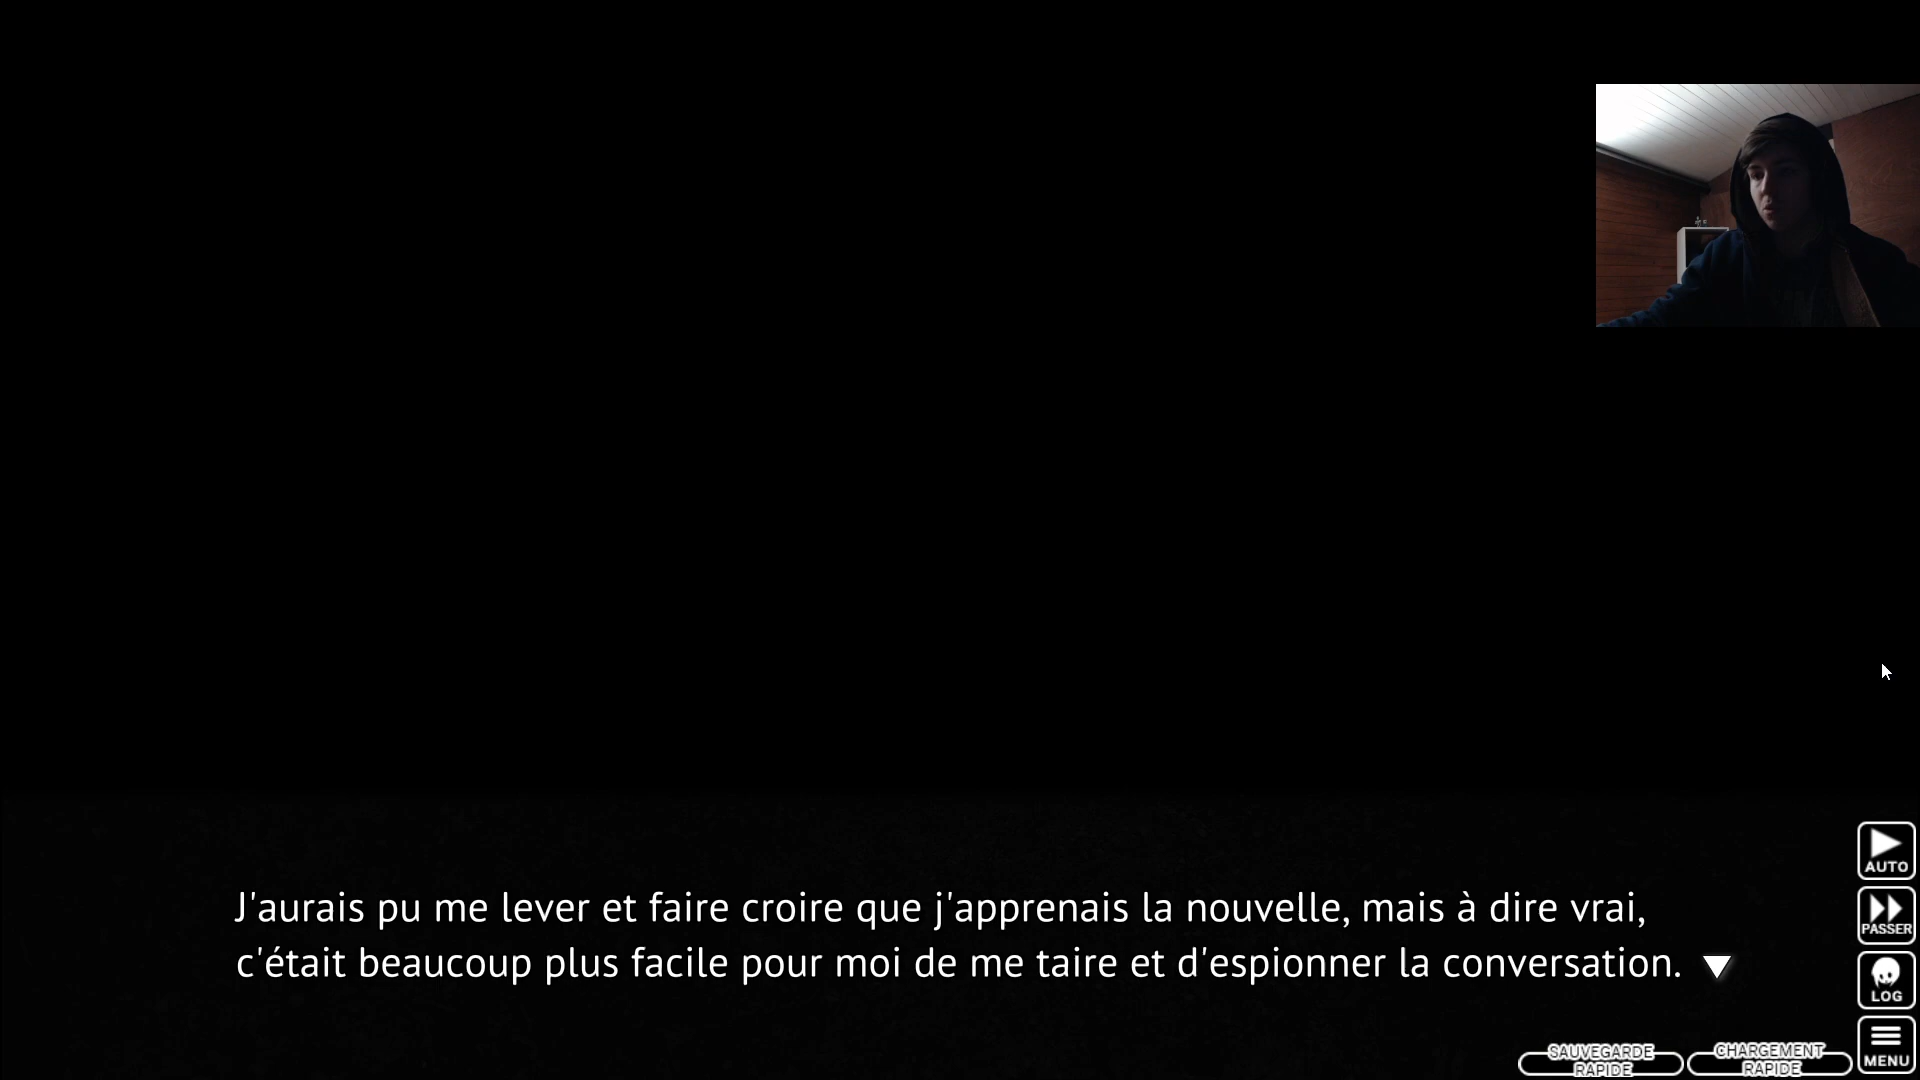 J'aurais pu me lever et faire croire que j'apprenais la nouvelle, mais à dire vrai,
c'était beaucoup plus facile pour moi de me taire et d'espionner la conversation.
AUTO
PASSER
LOG
MENU
SAUVEGARDE
RAPIDE
CHARGEMENT
RAPIDE